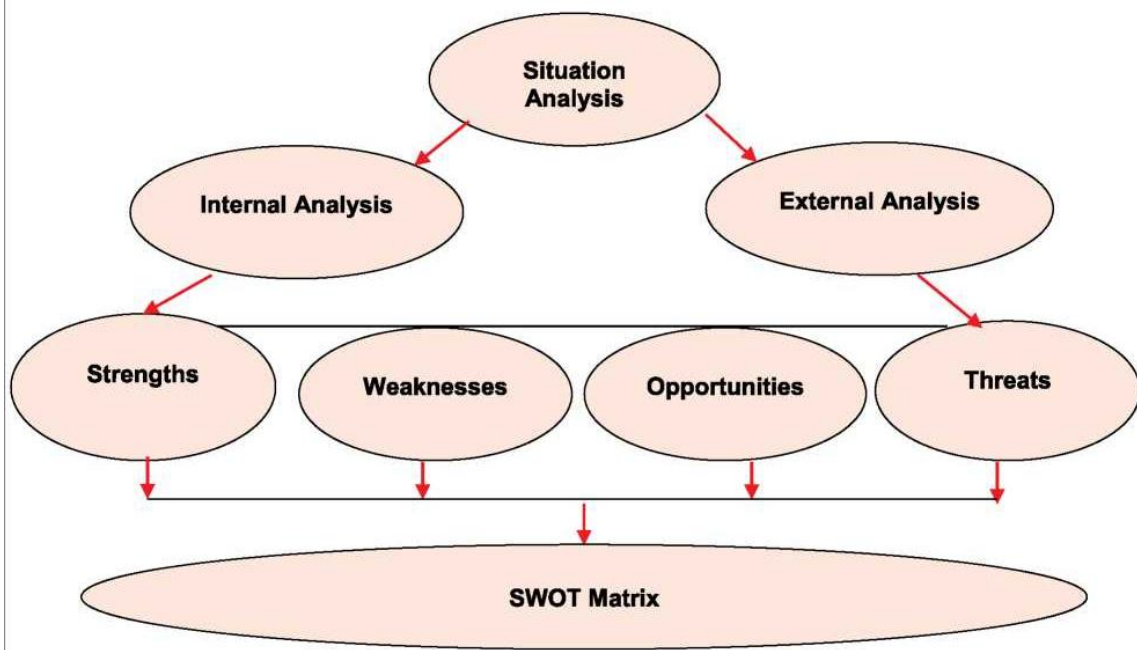 Situation
Analysis
Internal Analysis
External Analysis
Strengths
Weaknesses
Opportunities
Threats
SWOT Matrix